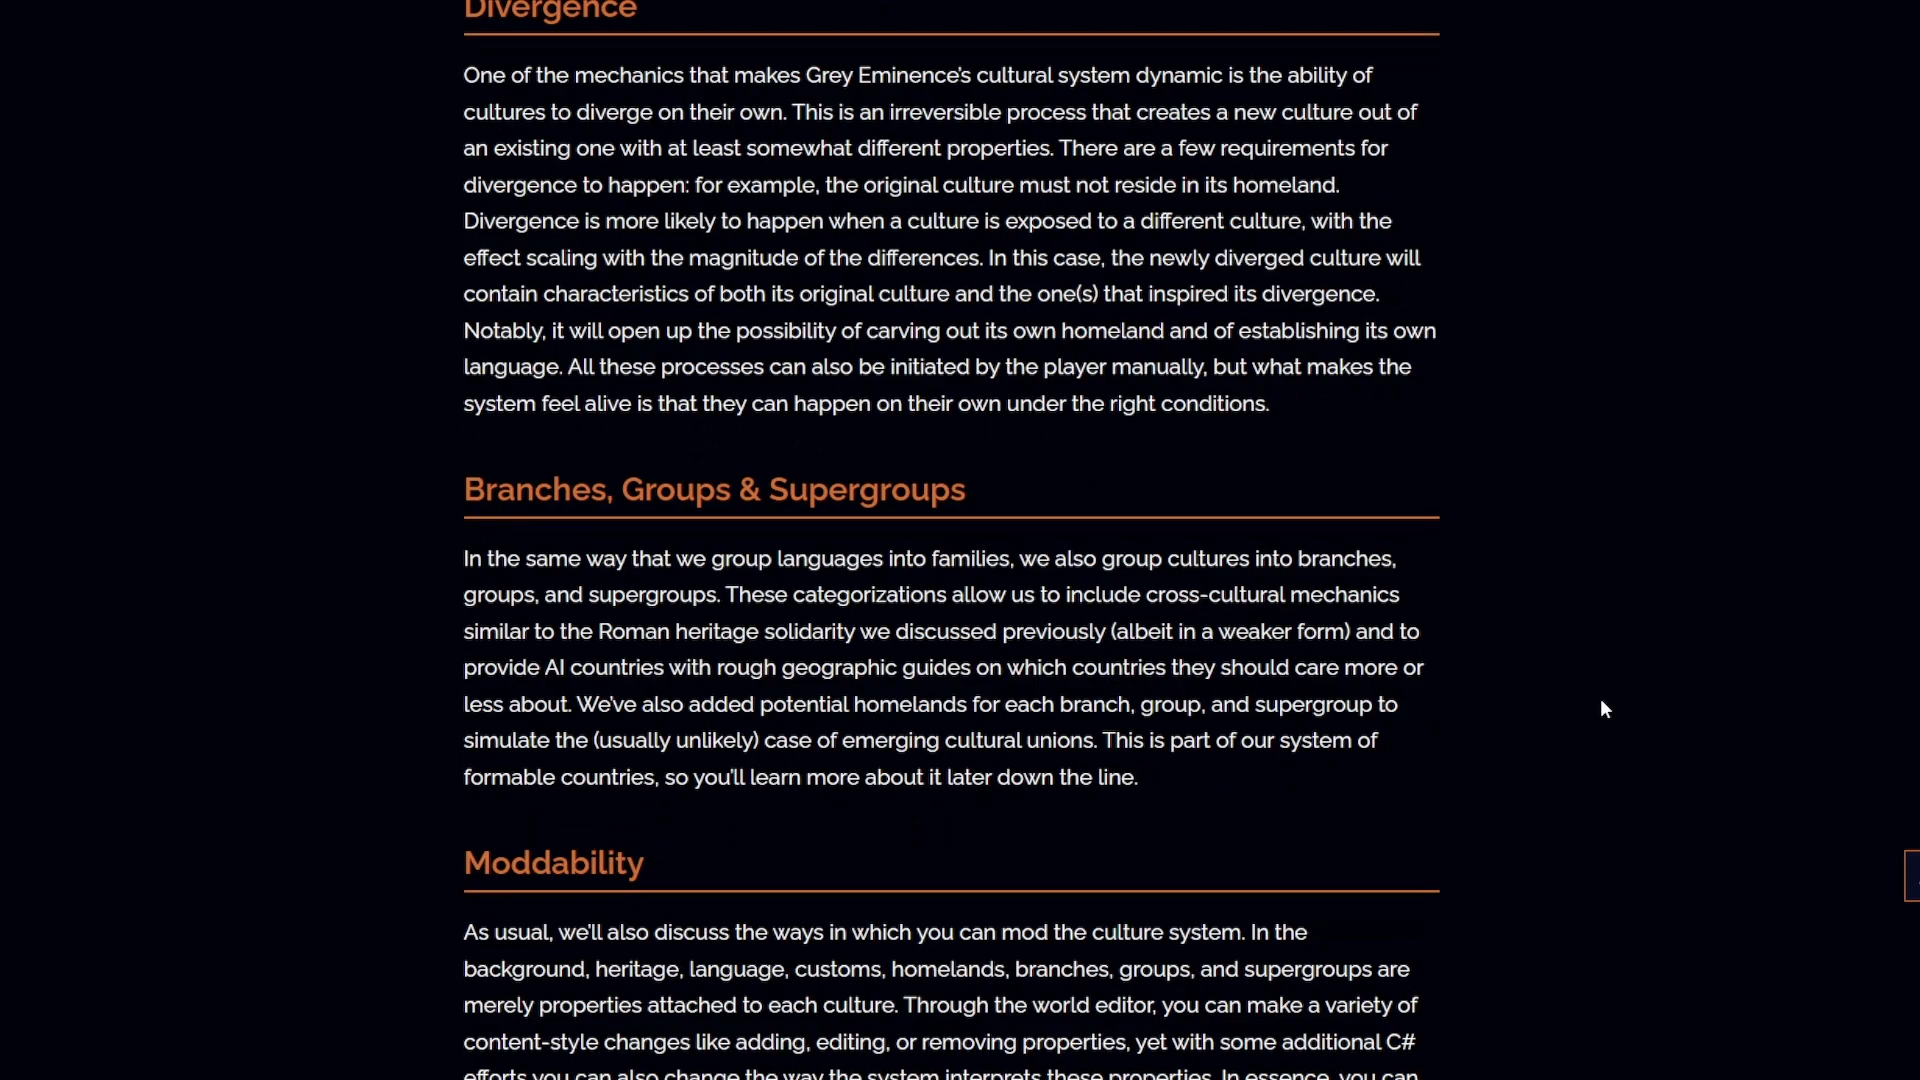 Divergence
One of the mechanics that makes Grey Eminence's cultural system dynamic is the ability of
cultures to diverge on their own. This is an irreversible process that creates a new culture out of
an existing one with at least somewhat different properties. There are a few requirements for
divergence to happen: for example, the original culture must not reside in its homeland.
Divergence is more likely to happen when a culture is exposed to a different culture, with the
effect scaling with the magnitude of the differences. In this case, the newly diverged culture will
contain characteristics of both its original culture and the one(s) that inspired its divergence.
Notably, it will open up the possibility of carving out its own homeland and of establishing its own
language. All these processes can also be initiated by the player manually, but what makes the
system feel alive is that they can happen on their own under the right conditions.
Branches, Groups & Supergroups
In the same way that we group languages into families, we also group cultures into branches,
groups, and supergroups. These categorizations allow us to include cross-cultural mechanics
similar to the Roman heritage solidarity we discussed previously (albeit in a weaker form) and to
provide AI countries with rough geographic guides on which countries they should care more or
less about. We've also added potential homelands for each branch, group, and supergroup to
simulate the (usually unlikely) case of emerging cultural unions. This is part of our system of
formable countries, so you'll learn more about it later down the line.
Moddability
As usual, we'll also discuss the ways in which you can mod the culture system. In the
background, heritage, language, customs, homelands, branches, groups, and supergroups are
merely properties attached to each culture. Through the world editor, you can make a variety of
content-style changes like adding, editing, or removing properties, yet with some additional C#
efforts you can also change the way the system interprets these properties. In essence, you can